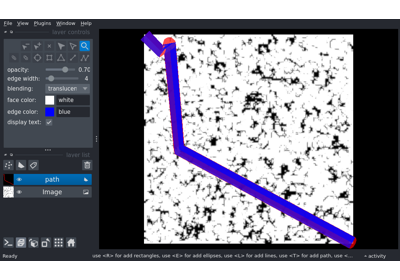 File View Plugins Window Help
layer controls
opacity: 0.70
edge width: 4
blending: translucen
face color: white
edge color: blue
display text:
layer list
path
Image
Ready use <R> for add rectangles, use <E> for add ellipses, use <L> for add lines, use <T> for add path, use <... activity